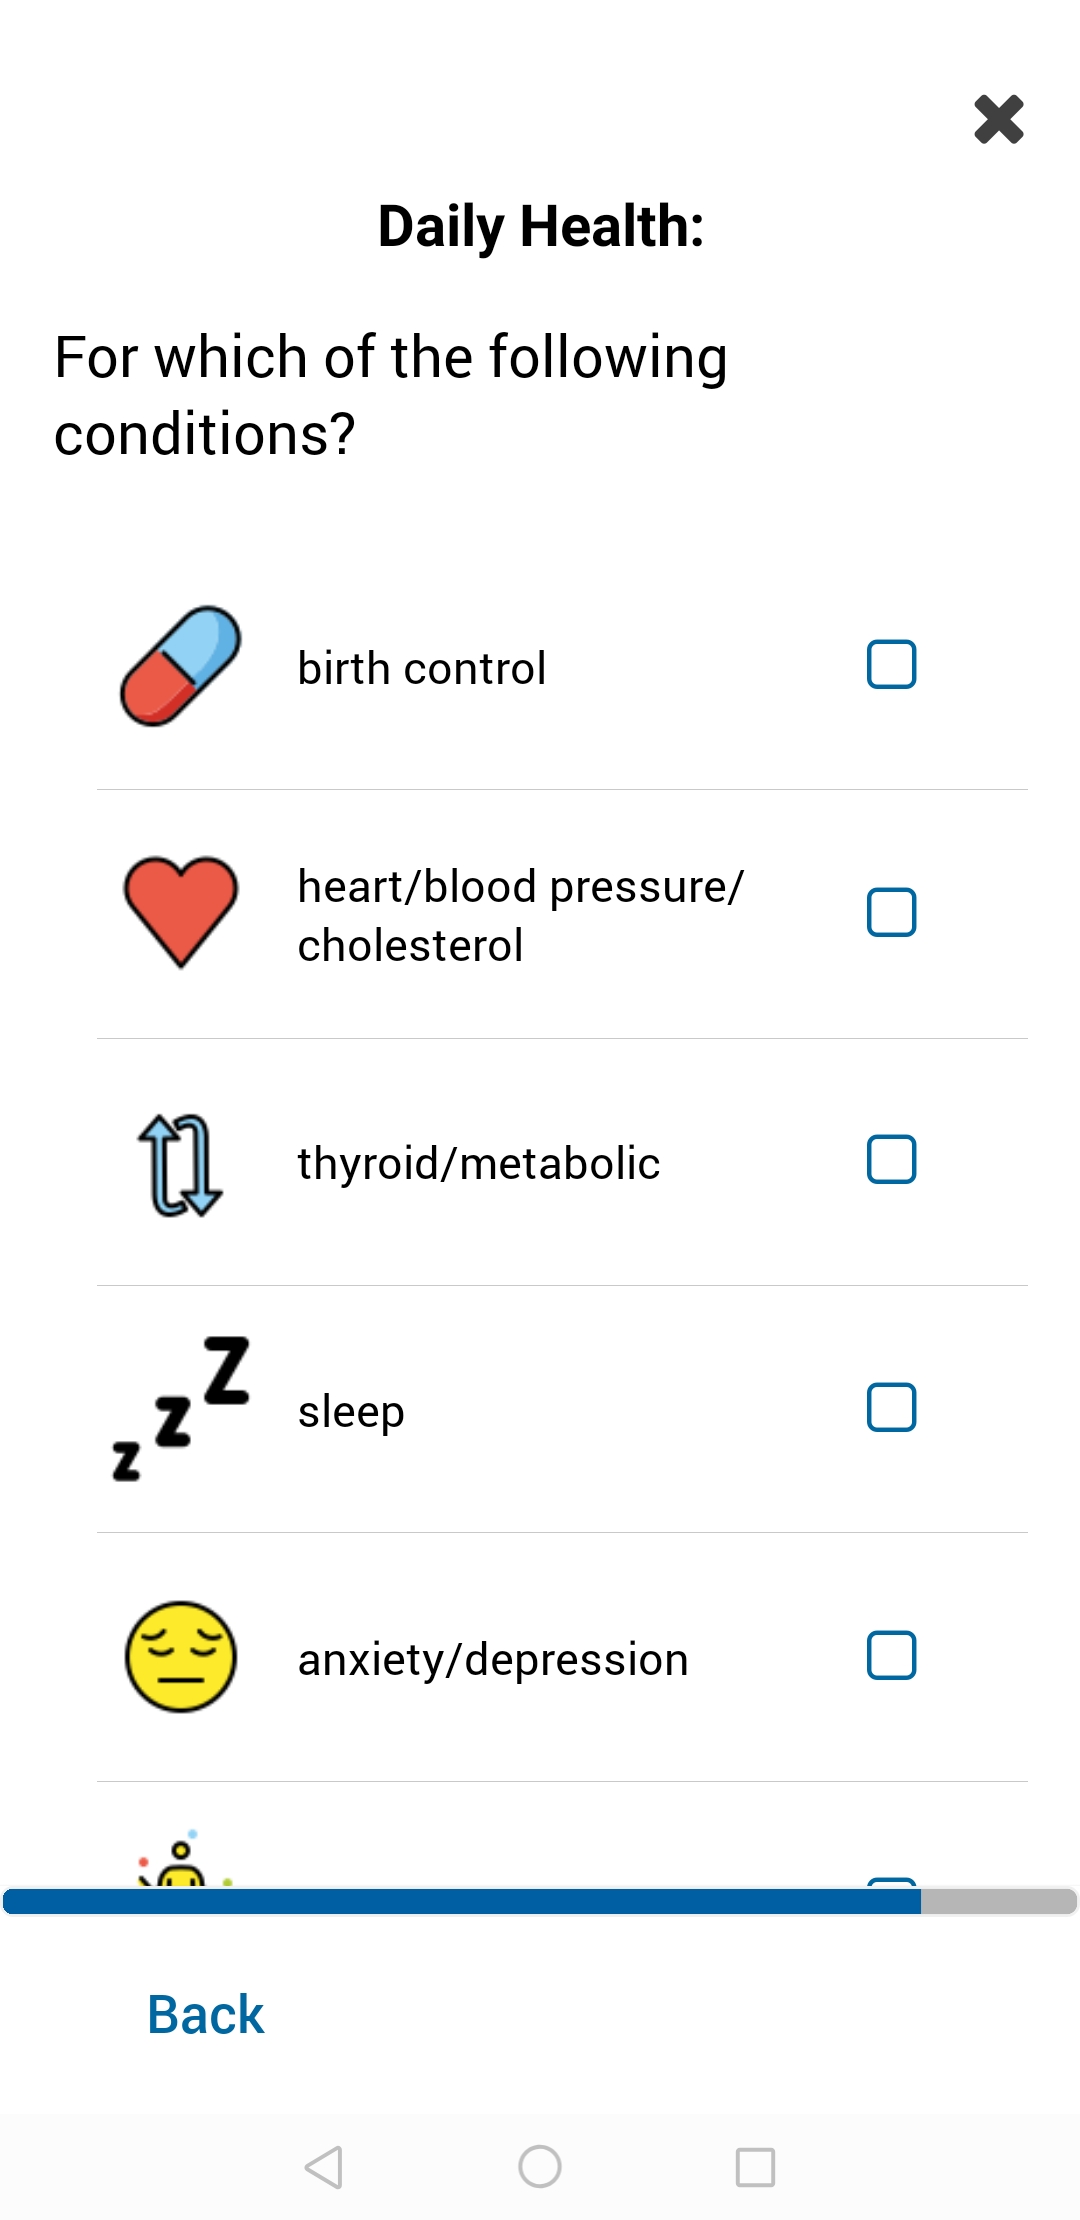 Daily Health:
For which of the following
conditions?
birth control
heart/blood pressure/
cholesterol
thyroid/metabolic
z z Z
sleep
anxiety/depression
Back